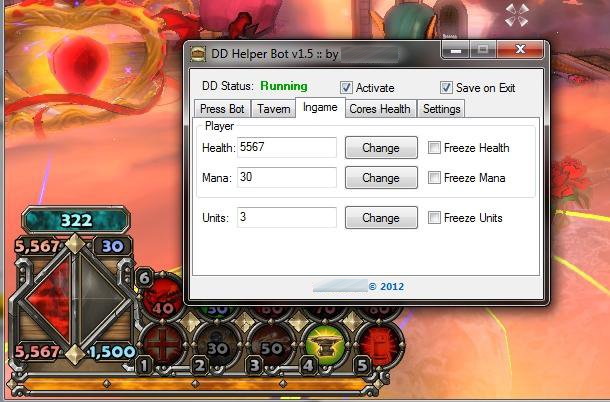 DD Helper Bot v1.5 :: by
DD Status: Running Activate Save on Exit
Press Bot Tavern Ingame Cores Health Settings
Player
Health: 5567 Change Freeze Health
Mana: 30 Change Freeze Mana
Units: 3 Change Freeze Units
© 2012
322
5,567 30
6
40
30 50
5,567 1,500
1 2 3 4 5